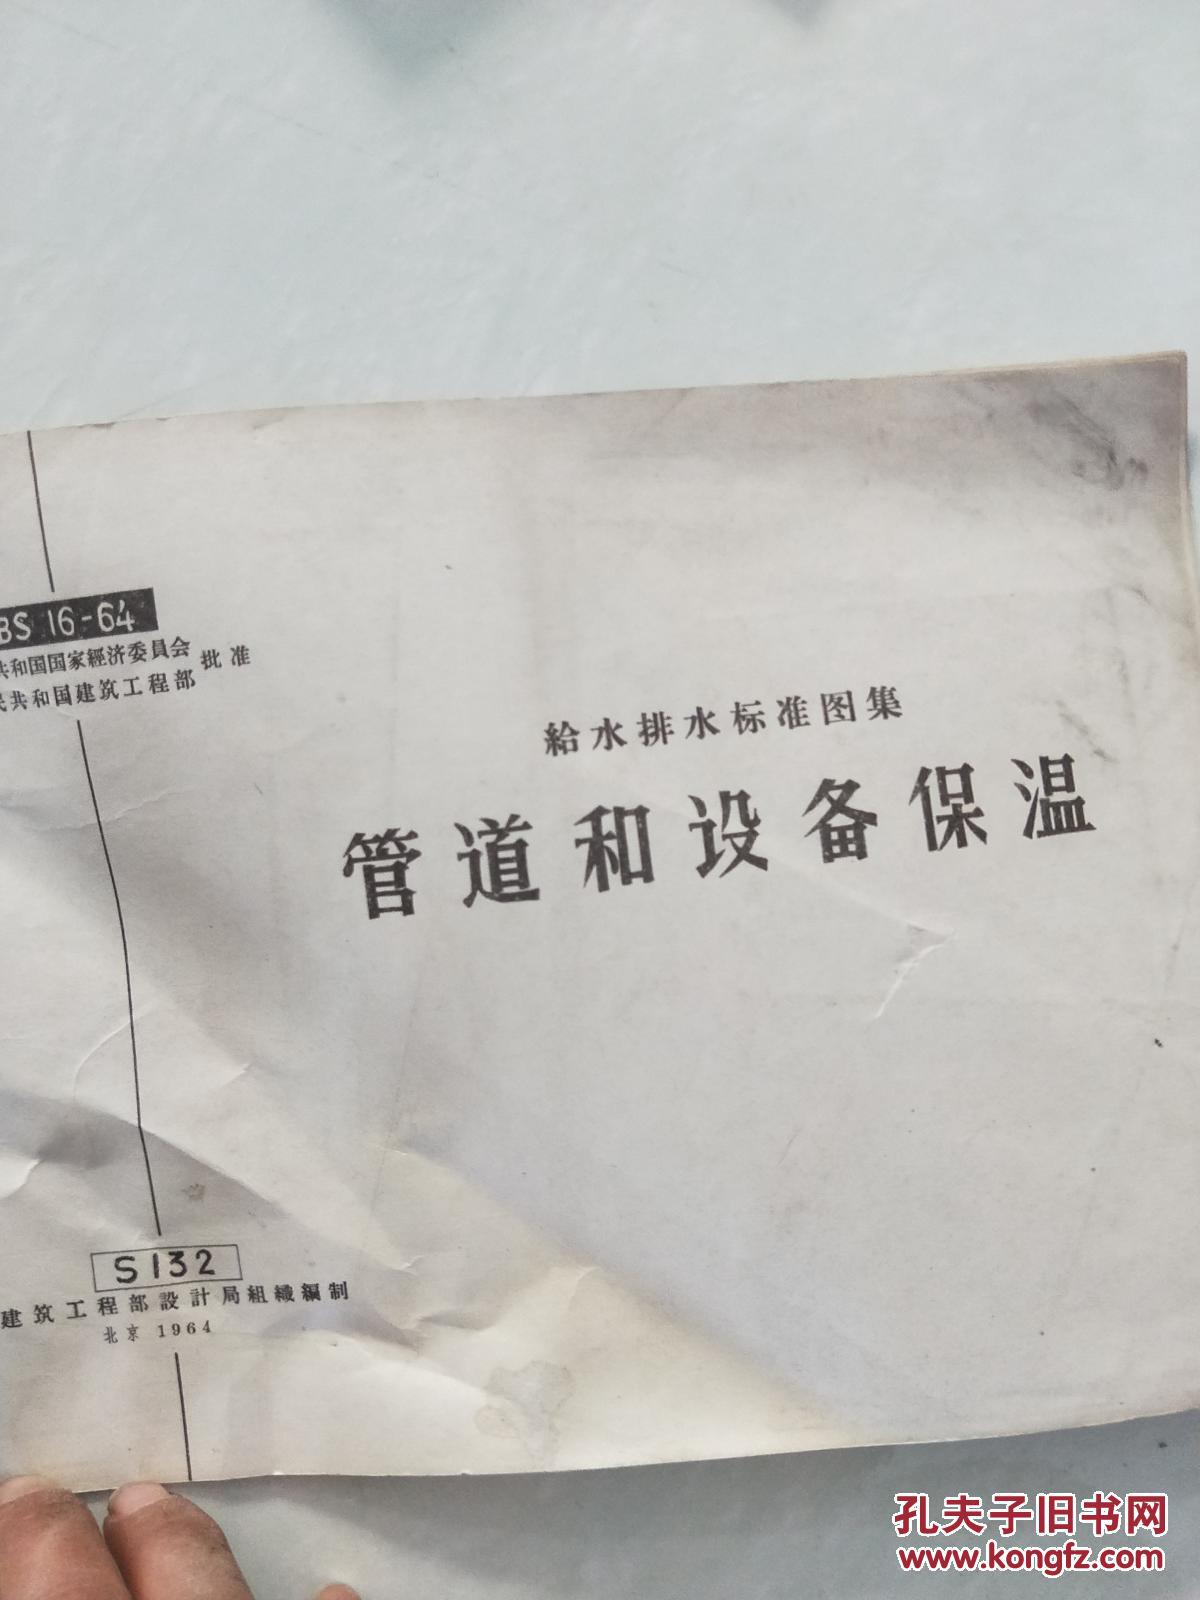 BS 16-64
共和国国家經济委員会
民共和国建筑工程部
批准
給水排水标准图集
管道和设备保温
S132
建筑工程部設計局組織編制
北京 1964
孔夫子旧书网
www.kongfz.com